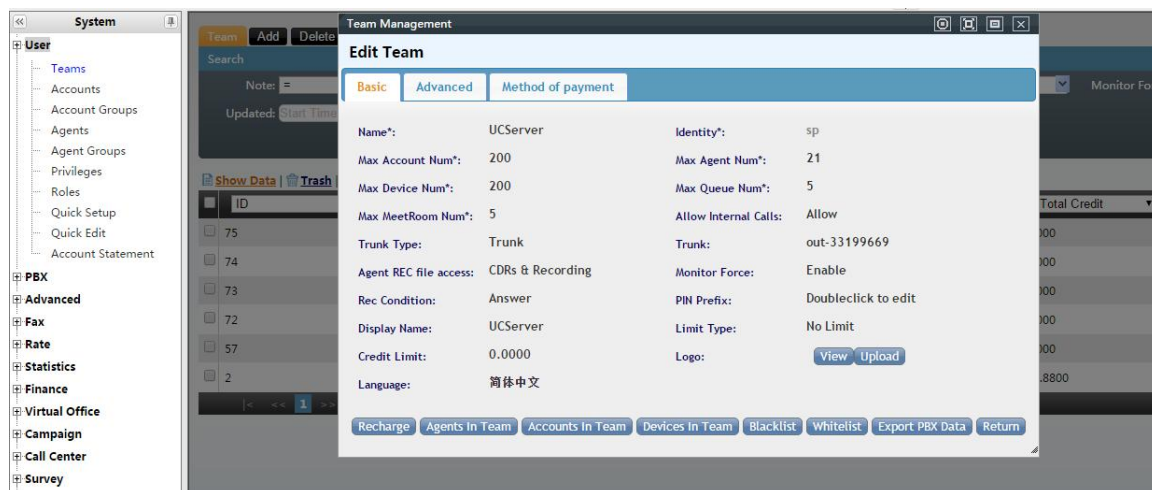 System
User
Teams
Accounts
Account Groups
Agents
Agent Groups
Privileges
Roles
Quick Setup
Quick Edit
Account Statement
PBX
Advanced
Fax
Rate
Statistics
Finance
Virtual Office
Campaign
Call Center
Survey
Team Add Delete
Search
Note: =
Monitor Fo
Updated: Start Time
Show Data | Trash |
ID
Total Credit
75
000
74
000
73
000
72
000
57
000
2
.8800
|< << 1 >>
Team Management
Edit Team
Basic Advanced Method of payment
Name*: UCServer Identity*: sp
Max Account Num*: 200 Max Agent Num*: 21
Max Device Num*: 200 Max Queue Num*: 5
Max MeetRoom Num*: 5 Allow Internal Calls: Allow
Trunk Type: Trunk Trunk: out-33199669
Agent REC file access: CDRs & Recording Monitor Force: Enable
Rec Condition: Answer PIN Prefix: Doubleclick to edit
Display Name: UCServer Limit Type: No Limit
Credit Limit: 0.0000 Logo: View Upload
Language: 简体中文
Recharge Agents In Team Accounts In Team Devices In Team Blacklist Whitelist Export PBX Data Return